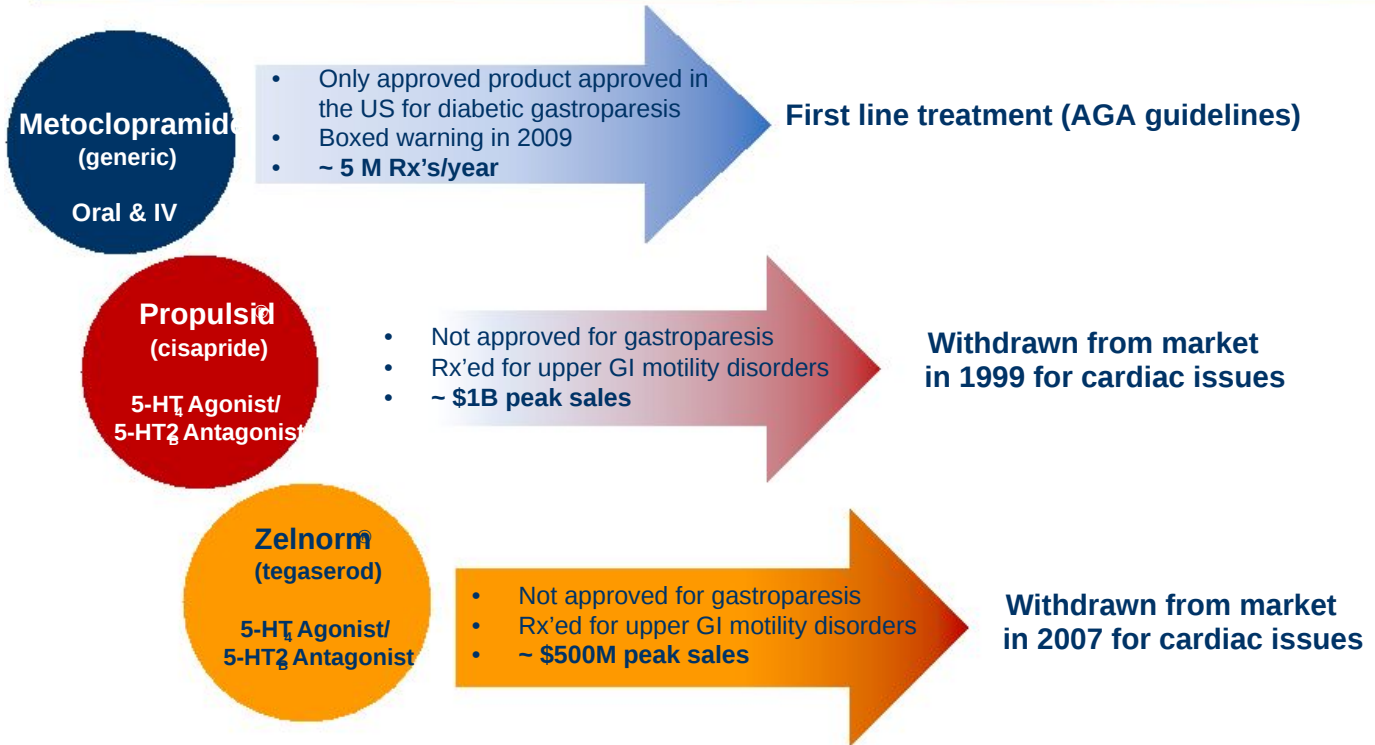 Metoclopramide
(generic)
Oral & IV
• Only approved product approved in
the US for diabetic gastroparesis
• Boxed warning in 2009
• ~ 5 M Rx's/year
First line treatment (AGA guidelines)
Propulsid®
(cisapride)
5-HT4 Agonist/
5-HT2B Antagonist
• Not approved for gastroparesis
• Rx'ed for upper GI motility disorders
• ~ $1B peak sales
Withdrawn from market
in 1999 for cardiac issues
Zelnorm®
(tegaserod)
5-HT4 Agonist/
5-HT2B Antagonist
• Not approved for gastroparesis
• Rx'ed for upper GI motility disorders
• ~ $500M peak sales
Withdrawn from market
in 2007 for cardiac issues